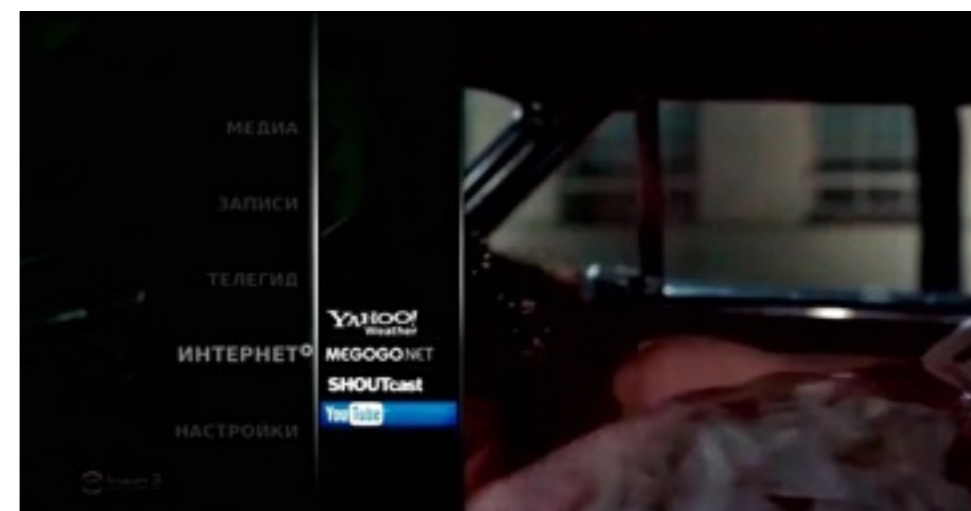 МЕДИА
ЗАПИСИ
ТЕЛЕГИД
YAHOO!
Weather
ИНТЕРНЕТ
MEGOGO.NET
SHOUTcast
YouTube
НАСТРОЙКИ